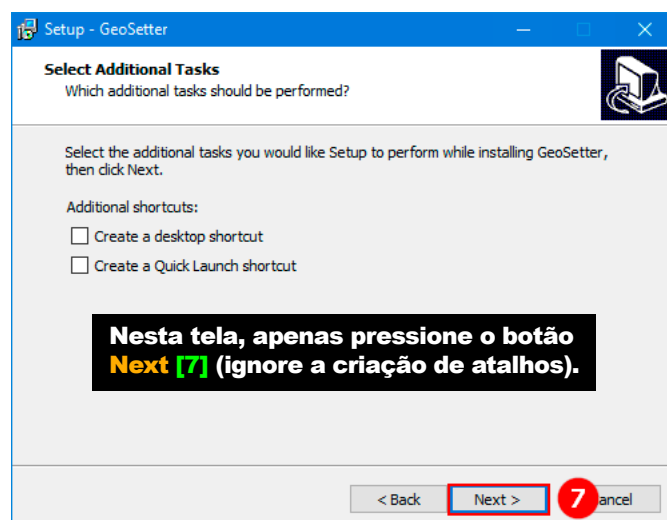 Setup - GeoSetter
Select Additional Tasks
Which additional tasks should be performed?
Select the additional tasks you would like Setup to perform while installing GeoSetter,
then click Next.
Additional shortcuts:
Create a desktop shortcut
Create a Quick Launch shortcut
Nesta tela, apenas pressione o botão
Next [7] (ignore a criação de atalhos).
< Back Next > 7 ancel